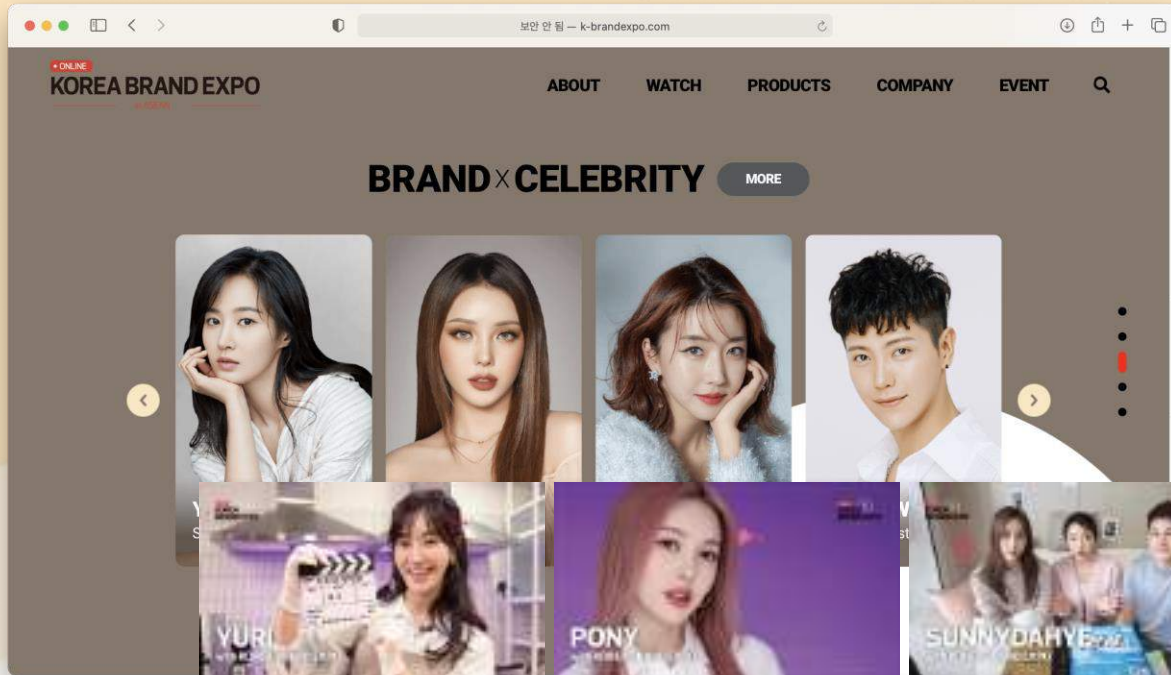 보안 안 됨 — k-brandexpo.com
• ONLINE
KOREA BRAND EXPO
ABOUT
WATCH
PRODUCTS
COMPANY
EVENT
BRAND X CELEBRITY
MORE
Y
S
W
st
YURI
PONY
SUNNYDAHYE